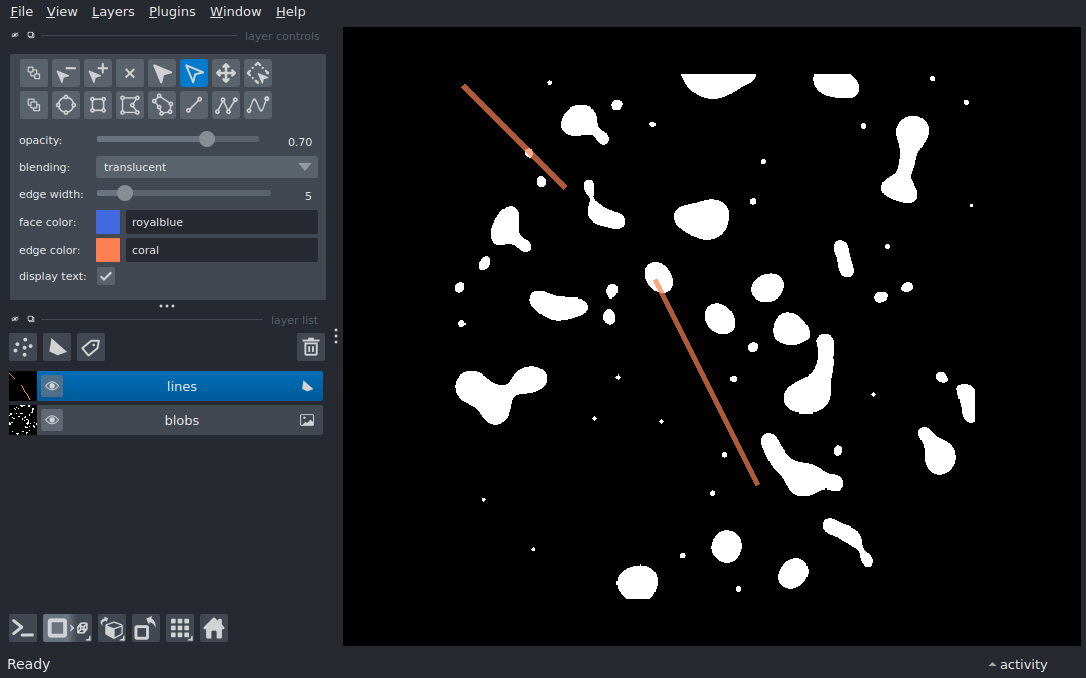 File View Layers Plugins Window Help
layer controls
opacity: 0.70
blending: translucent
edge width: 5
face color: royalblue
edge color: coral
display text:
layer list
lines
blobs
Ready
activity